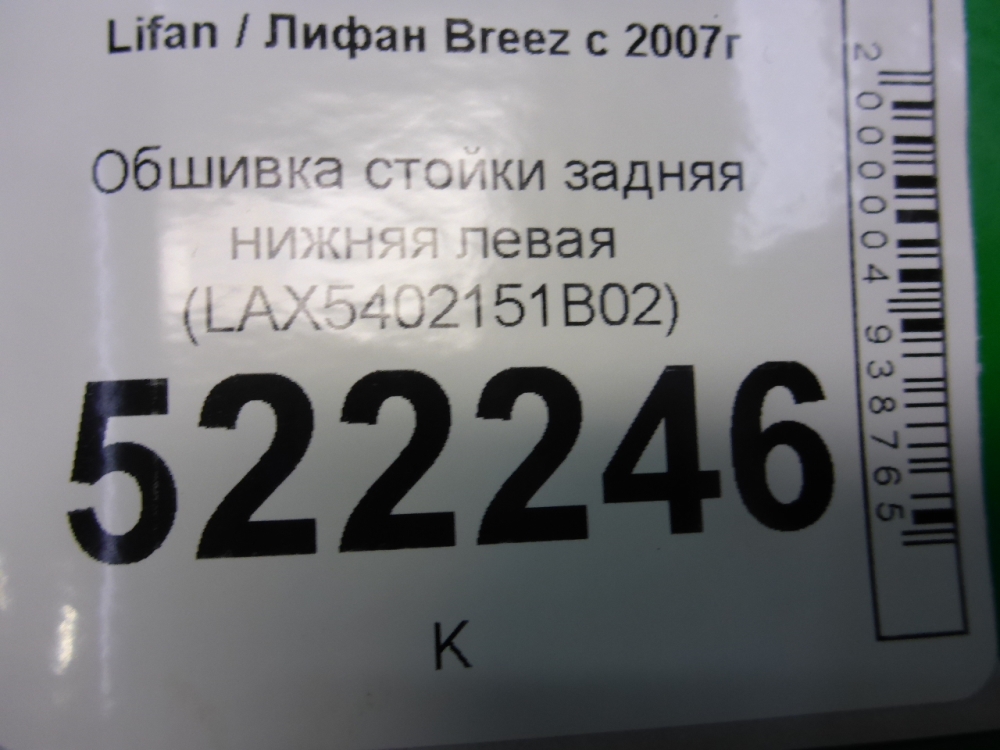 Lifan / Лифан Breez с 2007г
Обшивка стойки задняя
нижняя левая
(LAX5402151B02)
522246
К
2000004938765